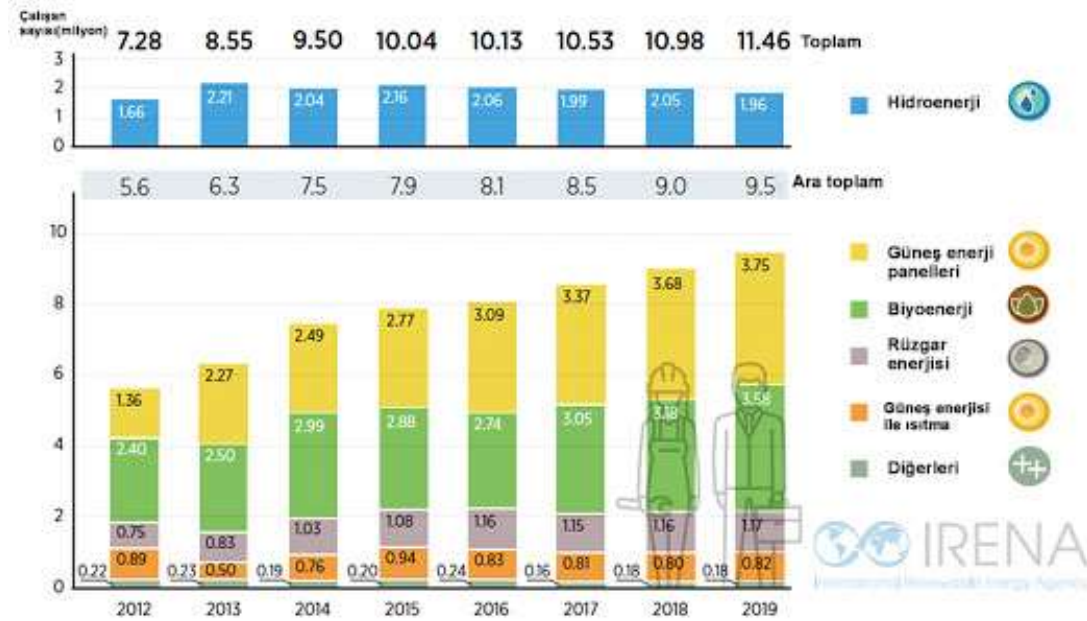 Çalışan
sayısı(milyon)
7.28 8.55 9.50 10.04 10.13 10.53 10.98 11.46 Toplam
3
2
1
0
1.66 2.21 2.04 2.16 2.06 1.99 2.05 1.96
Hidroenerji
5.6 6.3 7.5 7.9 8.1 8.5 9.0 9.5 Ara toplam
10
8
6
4
2
0
1.36 2.27 2.49 2.77 3.09 3.37 3.68 3.75
2.40 2.50 2.99 2.88 2.74 3.05 3.18 3.58
0.75 0.83 1.03 1.08 1.16 1.15 1.16 1.17
0.89 0.50 0.76 0.94 0.83 0.81 0.80 0.82
0.22 0.23 0.19 0.20 0.24 0.16 0.18 0.18
2012 2013 2014 2015 2016 2017 2018 2019
Güneş enerji
panelleri
Biyoenerji
Rüzgar
enerjisi
Güneş enerjisi
ile ısıtma
Diğerleri
IRENA
International Renewable Energy Agency